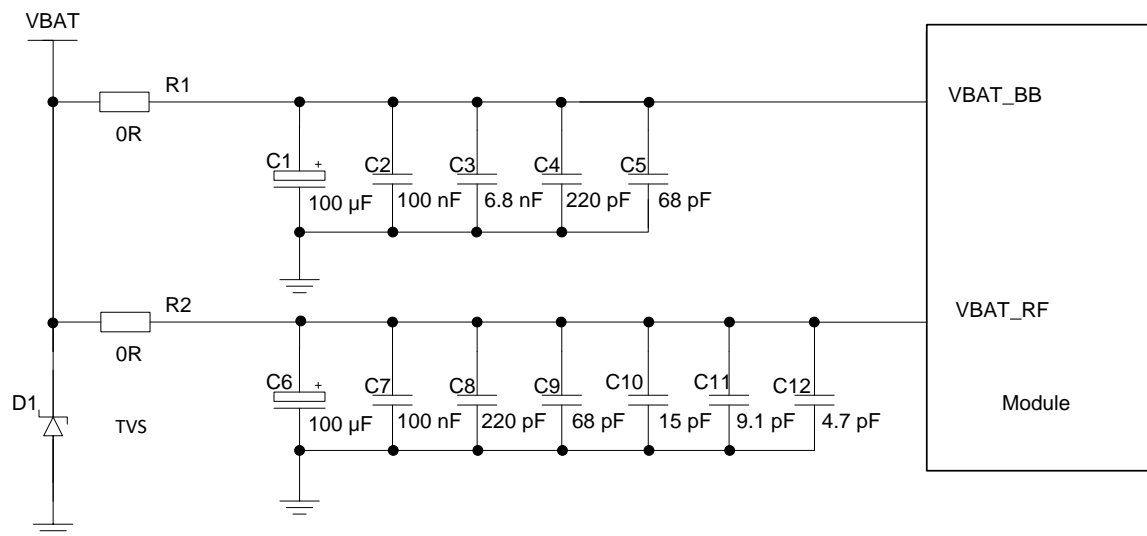 VBAT
R1
0R
VBAT_BB
C1
+
100 µF
C2
100 nF
C3
6.8 nF
C4
220 pF
C5
68 pF
R2
0R
VBAT_RF
C6
+
100 µF
C7
100 nF
C8
220 pF
C9
68 pF
C10
15 pF
C11
9.1 pF
C12
4.7 pF
Module
D1
TVS